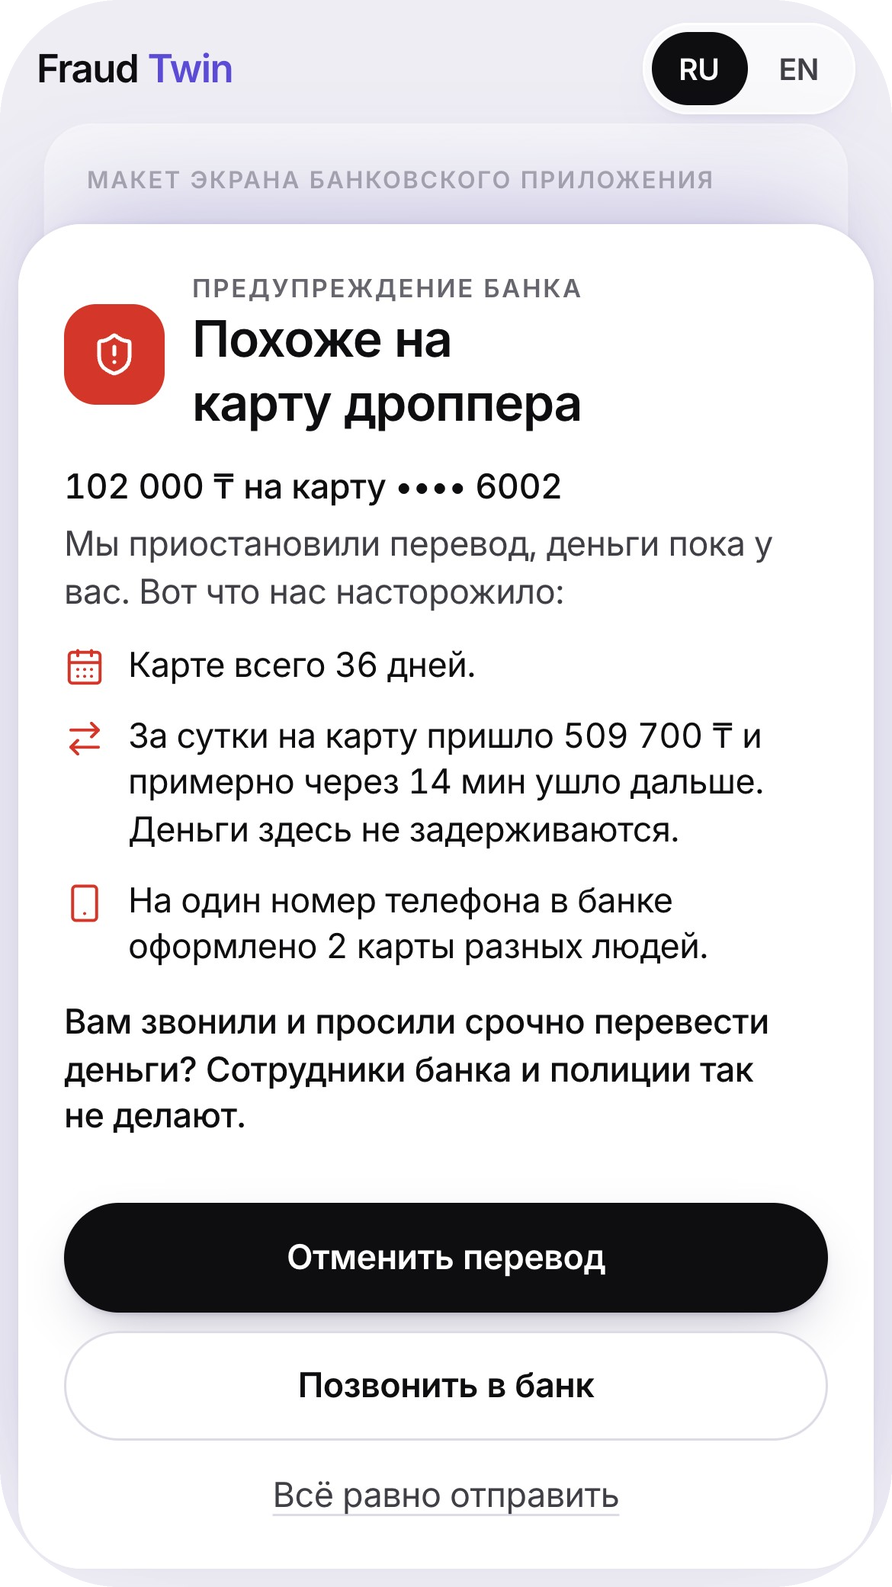 Fraud Twin
RU EN
МАКЕТ ЭКРАНА БАНКОВСКОГО ПРИЛОЖЕНИЯ
ПРЕДУПРЕЖДЕНИЕ БАНКА
Похоже на
карту дроппера
102 000 ₸ на карту •••• 6002
Мы приостановили перевод, деньги пока у
вас. Вот что нас насторожило:
Карте всего 36 дней.
За сутки на карту пришло 509 700 ₸ и
примерно через 14 мин ушло дальше.
Деньги здесь не задерживаются.
На один номер телефона в банке
оформлено 2 карты разных людей.
Вам звонили и просили срочно перевести
деньги? Сотрудники банка и полиции так
не делают.
Отменить перевод
Позвонить в банк
Всё равно отправить